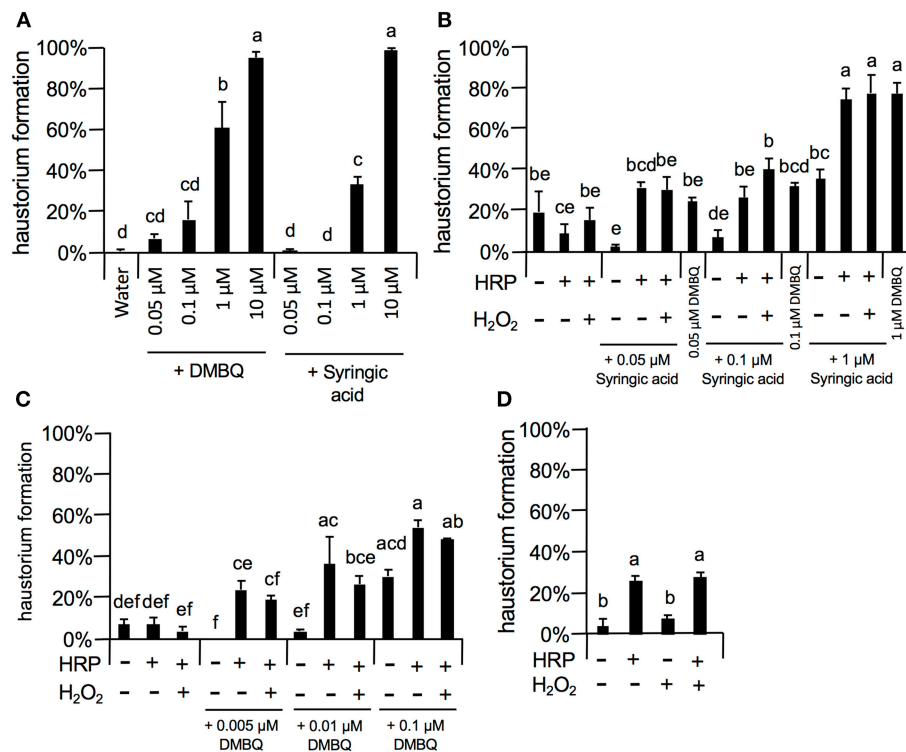 A
haustorium formation
100%
80%
60%
40%
20%
0%
d
cd
cd
b
a
d
d
c
a
Water
0.05 µM
0.1 µM
1 µM
10 µM
0.05 µM
0.1 µM
1 µM
10 µM
+ DMBQ
+ Syringic
acid
B
haustorium formation
100%
80%
60%
40%
20%
0%
be
ce
be
e
bcd
be
be
de
be
b
bcd
bc
a
a
a
HRP
- + + - + + - + + - + +
H₂O₂
- - + - - + - - + - - +
0.05 µM DMBQ
0.1 µM DMBQ
1 µM DMBQ
+ 0.05 µM
Syringic acid
+ 0.1 µM
Syringic acid
+ 1 µM
Syringic acid
C
haustorium formation
100%
80%
60%
40%
20%
0%
def
def
ef
f
ce
cf
ef
ac
bce
acd
a
ab
HRP
- + + - + + - + + - + +
H₂O₂
- - + - - + - - + - - +
+ 0.005 µM
DMBQ
+ 0.01 µM
DMBQ
+ 0.1 µM
DMBQ
D
haustorium formation
100%
80%
60%
40%
20%
0%
b
a
b
a
HRP
- + - +
H₂O₂
- - + +